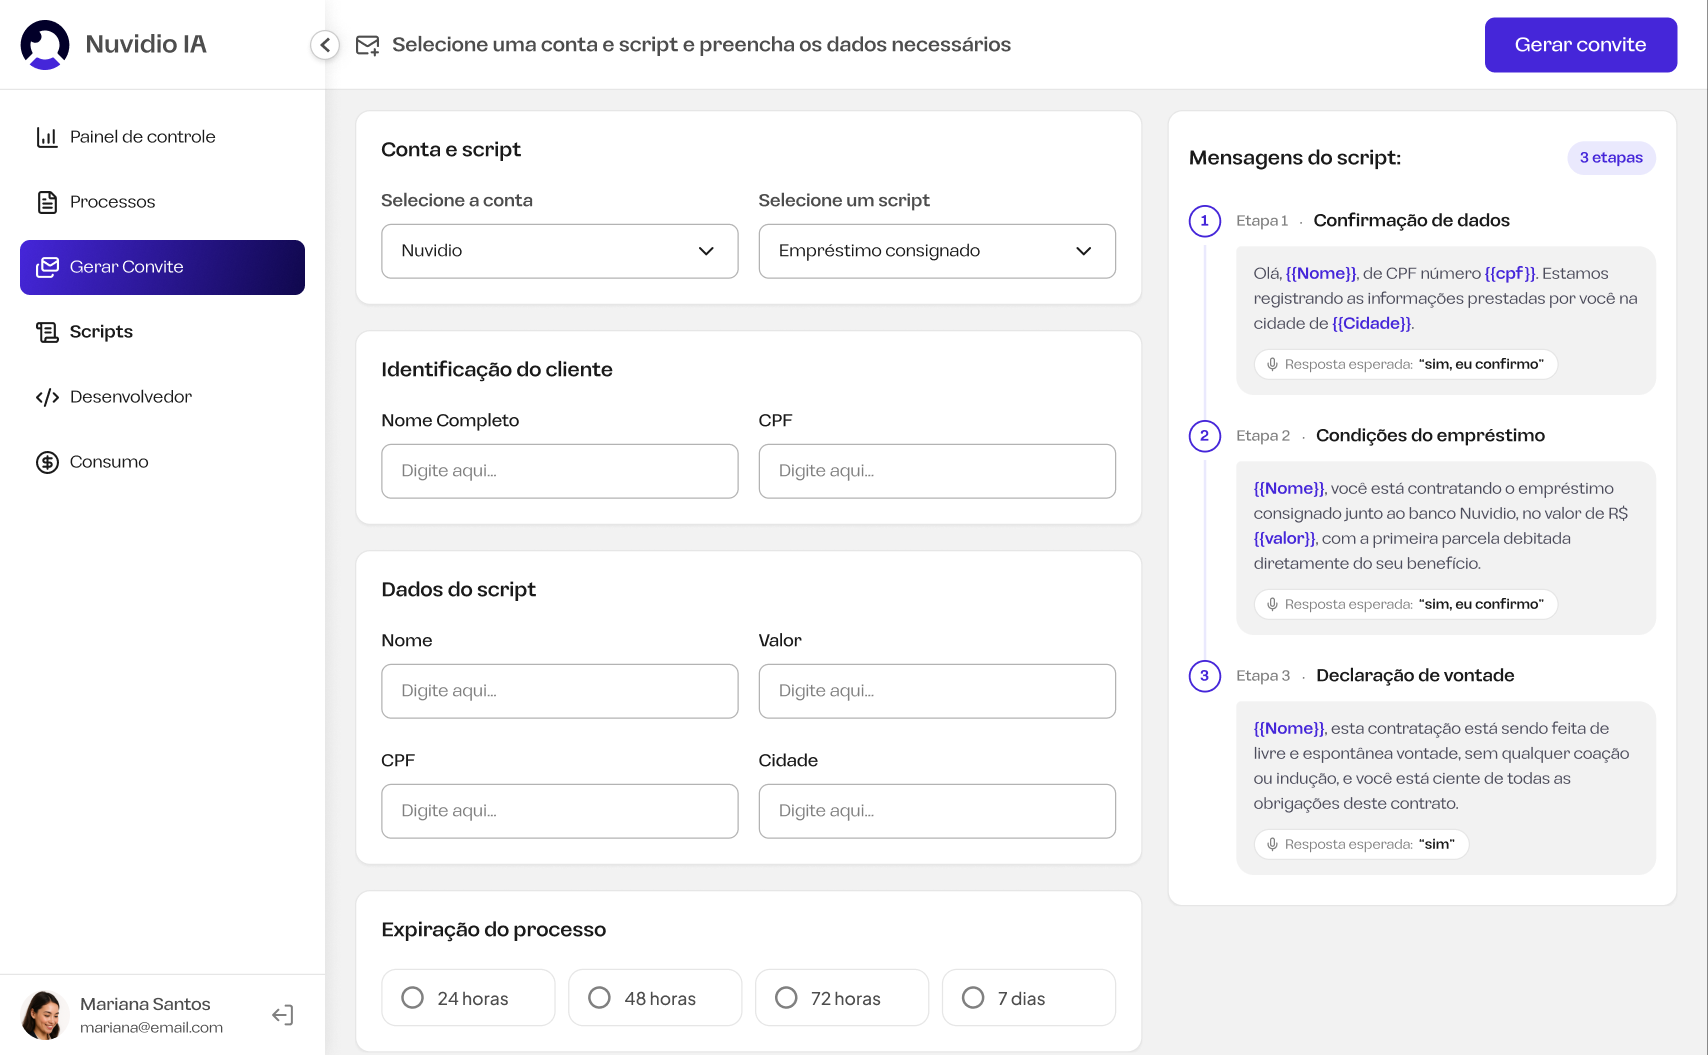 Nuvidio IA
Painel de controle
Processos
Gerar Convite
Scripts
Desenvolvedor
Consumo
Mariana Santos
mariana@email.com
Selecione uma conta e script e preencha os dados necessários
Gerar convite
Conta e script
Selecione a conta
Nuvidio
Selecione um script
Empréstimo consignado
Identificação do cliente
Nome Completo
Digite aqui...
CPF
Digite aqui...
Dados do script
Nome
Digite aqui...
Valor
Digite aqui...
CPF
Digite aqui...
Cidade
Digite aqui...
Expiração do processo
24 horas
48 horas
72 horas
7 dias
Mensagens do script:
3 etapas
1 Etapa 1 · Confirmação de dados
Olá, {{Nome}}, de CPF número {{cpf}}. Estamos
registrando as informações prestadas por você na
cidade de {{Cidade}}.
Resposta esperada: “sim, eu confirmo”
2 Etapa 2 · Condições do empréstimo
{{Nome}}, você está contratando o empréstimo
consignado junto ao banco Nuvidio, no valor de R$
{{valor}}, com a primeira parcela debitada
diretamente do seu benefício.
Resposta esperada: “sim, eu confirmo”
3 Etapa 3 · Declaração de vontade
{{Nome}}, esta contratação está sendo feita de
livre e espontânea vontade, sem qualquer coação
ou indução, e você está ciente de todas as
obrigações deste contrato.
Resposta esperada: “sim”